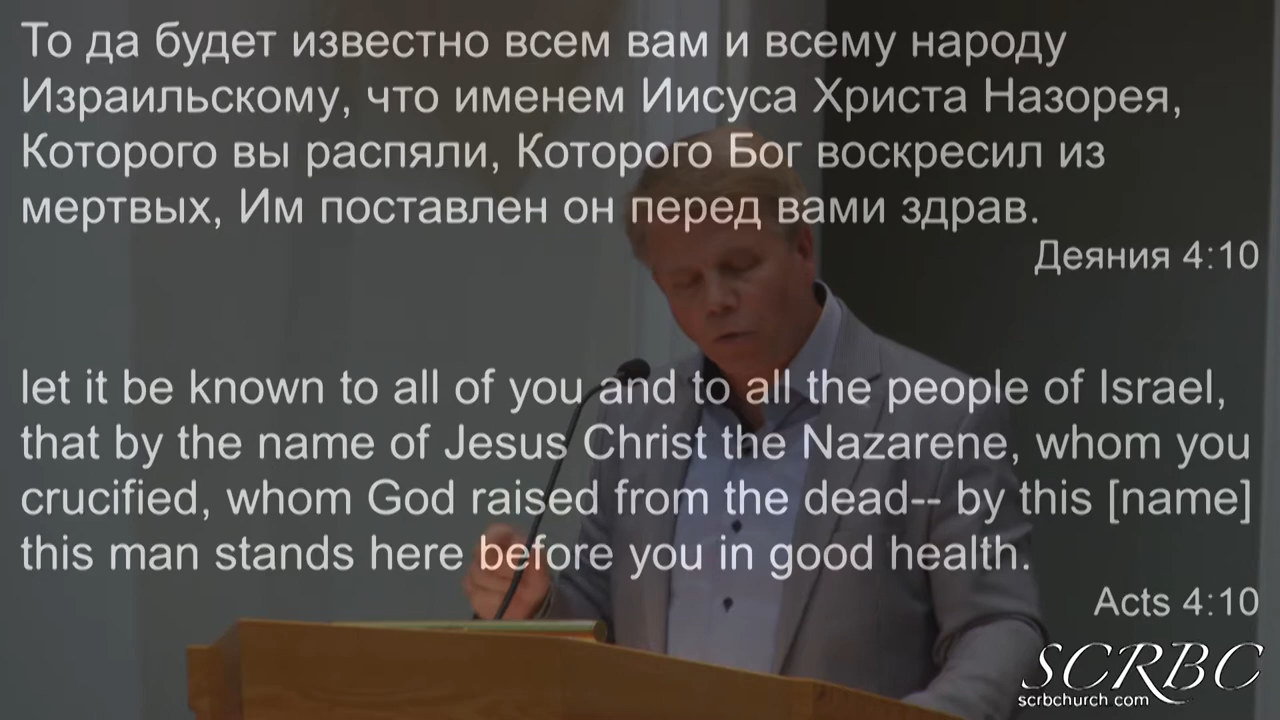 То да будет известно всем вам и всему народу
Израильскому, что именем Иисуса Христа Назорея,
Которого вы распяли, Которого Бог воскресил из
мертвых, Им поставлен он перед вами здрав.
Деяния 4:10
let it be known to all of you and to all the people of Israel,
that by the name of Jesus Christ the Nazarene, whom you
crucified, whom God raised from the dead-- by this [name]
this man stands here before you in good health.
Acts 4:10
SCRBC
scrbchurch com